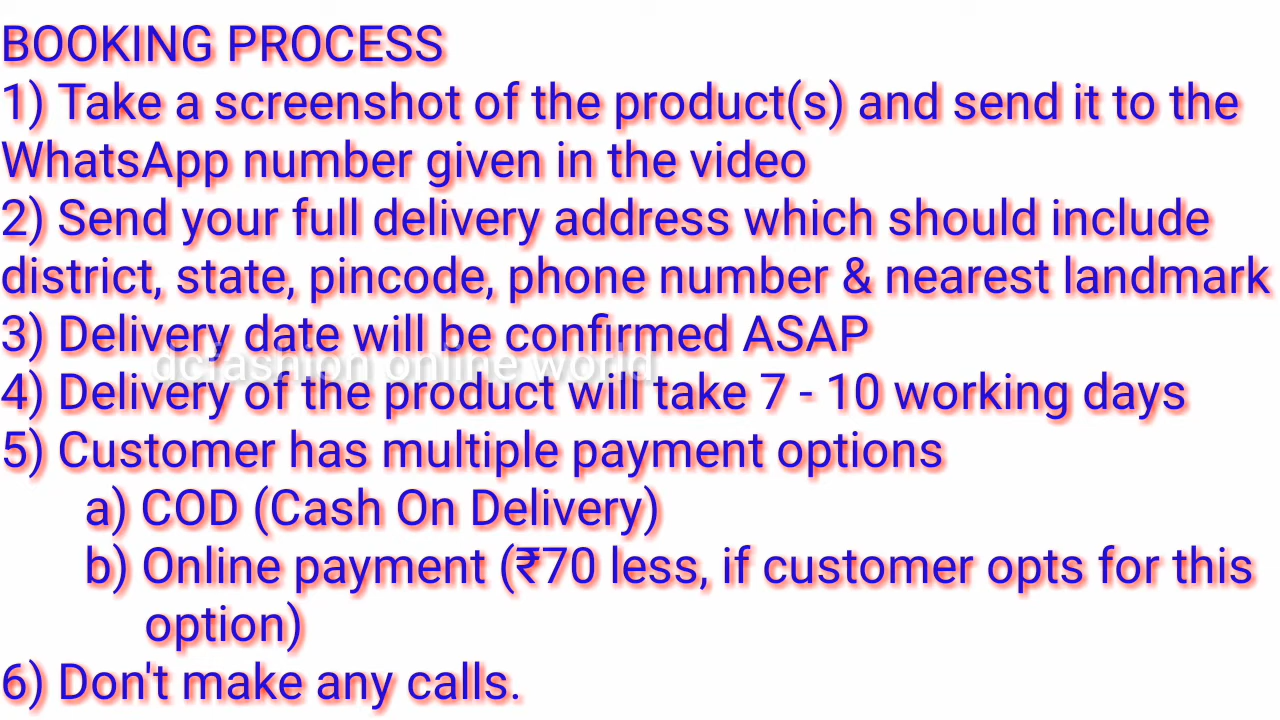 BOOKING PROCESS
1) Take a screenshot of the product(s) and send it to the
WhatsApp number given in the video
2) Send your full delivery address which should include
district, state, pincode, phone number & nearest landmark
3) Delivery date will be confirmed ASAP
dcfashion online world
4) Delivery of the product will take 7 - 10 working days
5) Customer has multiple payment options
a) COD (Cash On Delivery)
b) Online payment (₹70 less, if customer opts for this
option)
6) Don't make any calls.